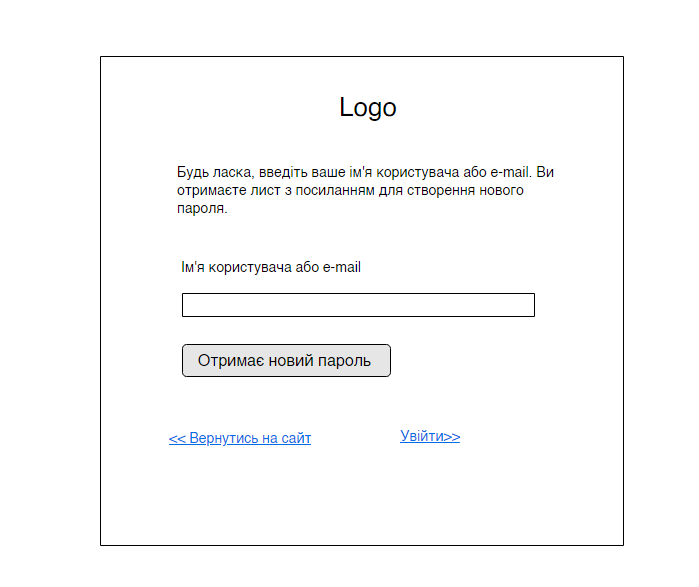 Logo
Будь ласка, введіть ваше ім'я користувача або e-mail. Ви
отримаєте лист з посиланням для створення нового
пароля.
Ім'я користувача або e-mail
Отримає новий пароль
<< Вернутись на сайт
Увійти>>